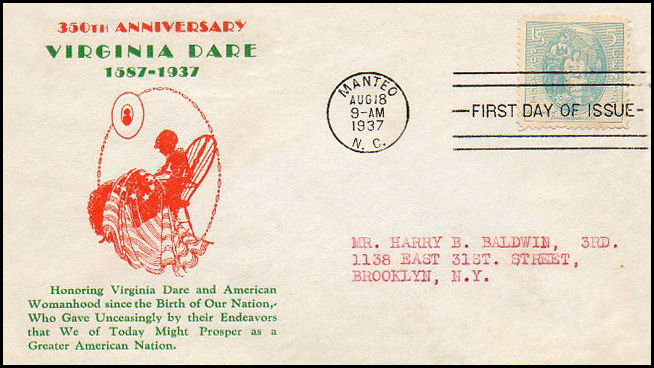 350TH ANNIVERSARY
VIRGINIA DARE
1587-1937
MANTEO
AUG 18
9-AM
1937
N. C.
FIRST DAY OF ISSUE
5
MR. HARRY B. BALDWIN, 3RD.
1138 EAST 31ST. STREET,
BROOKLYN, N.Y.
Honoring Virginia Dare and American
Womanhood since the Birth of Our Nation,-
Who Gave Unceasingly by their Endeavors
that We of Today Might Prosper as a
Greater American Nation.